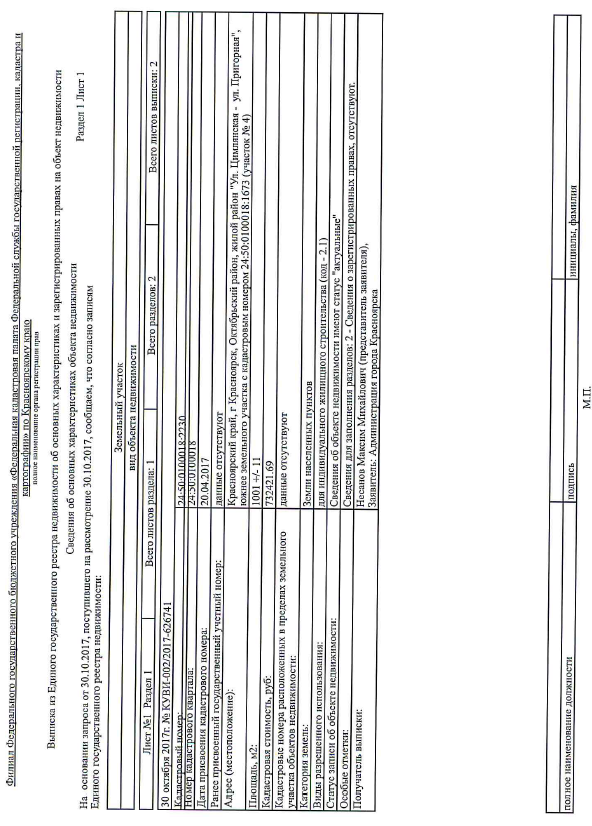 Филиал Федерального государственного бюджетного учреждения «Федеральная кадастровая палата Федеральной службы государственной регистрации, кадастра и
картографии» по Красноярскому краю
полное наименование органа регистрации прав
Выписка из Единого государственного реестра недвижимости об основных характеристиках и зарегистрированных правах на объект недвижимости
Сведения об основных характеристиках объекта недвижимости
Раздел 1 Лист 1
На основании запроса от 30.10.2017, поступившего на рассмотрение 30.10.2017, сообщаем, что согласно записям
Единого государственного реестра недвижимости:
Земельный участок
вид объекта недвижимости
Лист №1 Раздел 1 Всего листов раздела: 1 Всего разделов: 2 Всего листов выписки: 2
30 октября 2017г. № КУВИ-002/2017-626741
Кадастровый номер: 24:50:0100018:2230
Номер кадастрового квартала: 24:50:0100018
Дата присвоения кадастрового номера: 20.04.2017
Ранее присвоенный государственный учетный номер: данные отсутствуют
Адрес (местоположение): Красноярский край, г Красноярск, Октябрьский район, жилой район "Ул. Цимлянская - ул. Пригорная",
южнее земельного участка с кадастровым номером 24:50:0100018:1673 (участок № 4)
Площадь, м2: 1001 +/- 11
Кадастровая стоимость, руб: 732421.69
Кадастровые номера расположенных в пределах земельного
участка объектов недвижимости: данные отсутствуют
Категория земель: Земли населенных пунктов
Виды разрешенного использования: для индивидуального жилищного строительства (код - 2.1)
Статус записи об объекте недвижимости: Сведения об объекте недвижимости имеют статус "актуальные"
Особые отметки: Сведения для заполнения разделов: 2 - Сведения о зарегистрированных правах, отсутствуют.
Получатель выписки: Несанов Максим Михайлович (представитель заявителя),
Заявитель: Администрация города Красноярска
полное наименование должности подпись инициалы, фамилия
М.П.